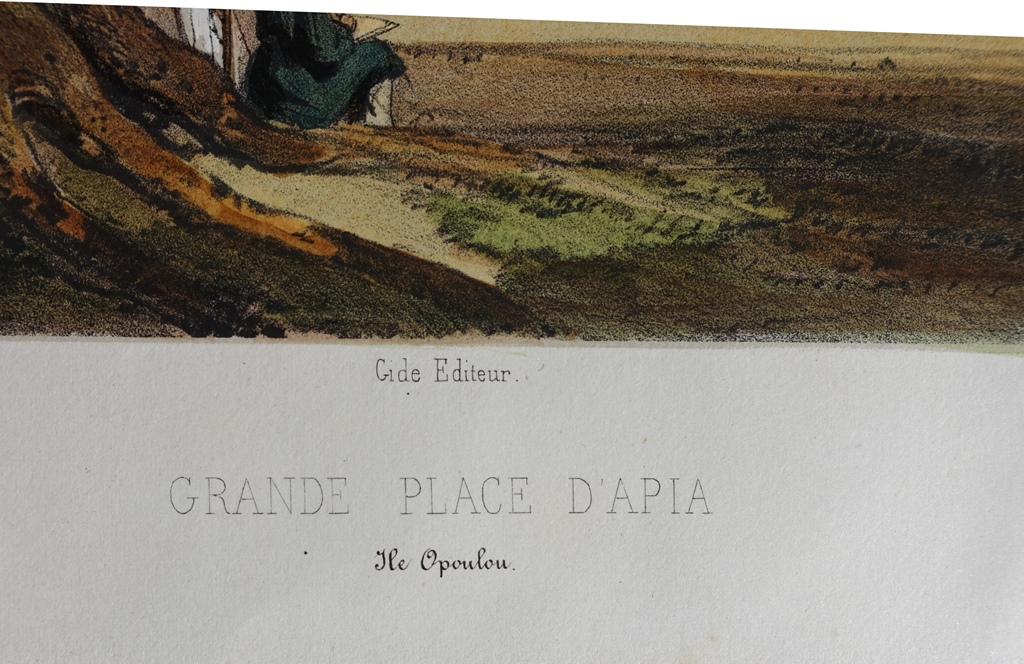 Gide Editeur.
GRANDE PLACE D'APIA
Ile Opoulou.